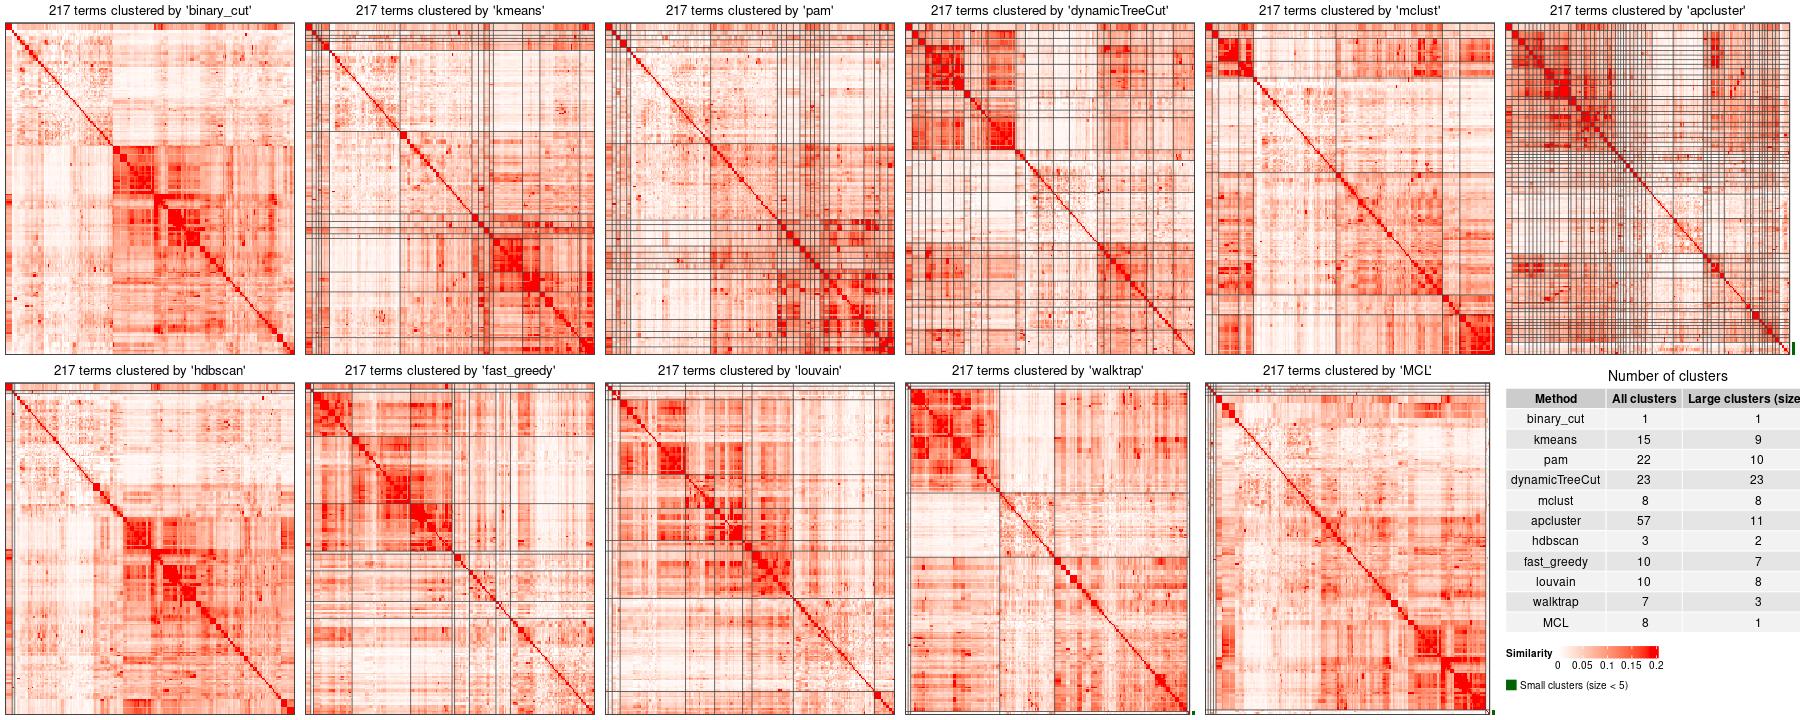 217 terms clustered by 'binary_cut'
217 terms clustered by 'kmeans'
217 terms clustered by 'pam'
217 terms clustered by 'dynamicTreeCut'
217 terms clustered by 'mclust'
217 terms clustered by 'apcluster'
217 terms clustered by 'hdbscan'
217 terms clustered by 'fast_greedy'
217 terms clustered by 'louvain'
217 terms clustered by 'walktrap'
217 terms clustered by 'MCL'
Number of clusters
Method All clusters Large clusters (size
binary_cut 1 1
kmeans 15 9
pam 22 10
dynamicTreeCut 23 23
mclust 8 8
apcluster 57 11
hdbscan 3 2
fast_greedy 10 7
louvain 10 8
walktrap 7 3
MCL 8 1
Similarity
0 0.05 0.1 0.15 0.2
Small clusters (size < 5)